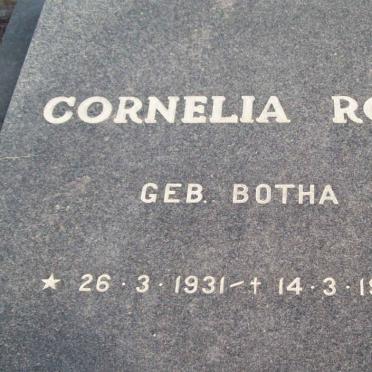 CORNELIA
GEB. BOTHA
★ 26·3·1931-† 14·3·